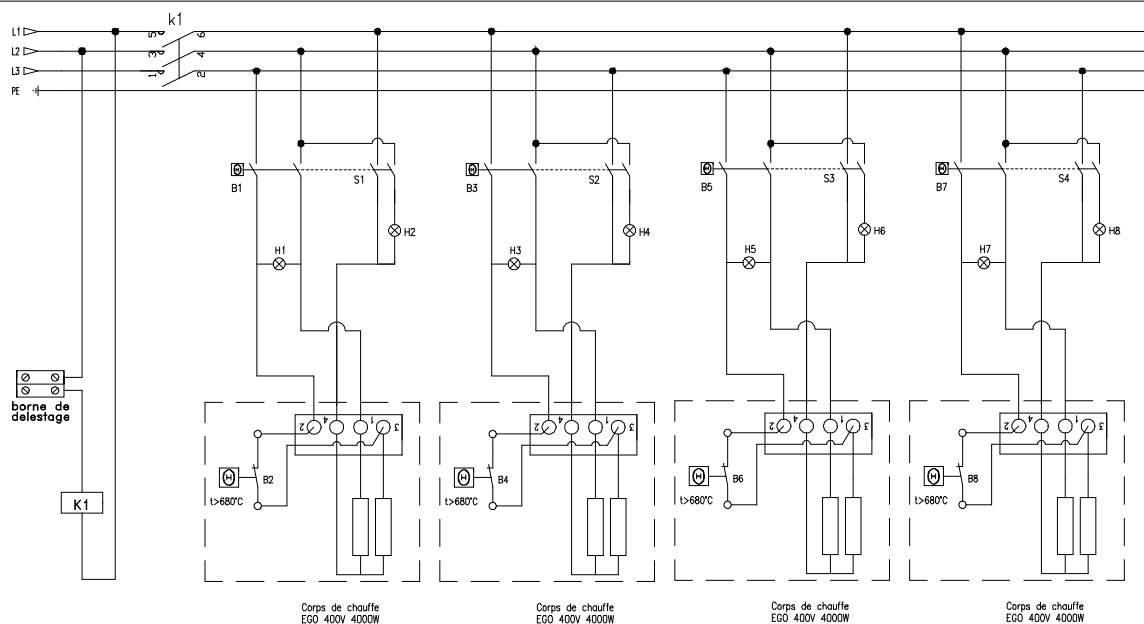 k1
L1 5 6
L2 3 4
L3 1 2
PE
B1 S1 B3 S2 B5 S3 B7 S4
H2 H4 H6 H8
H1 H3 H5 H7
borne de
delestage
K1
2 4 1 3
2 4 1 3
2 4 1 3
2 4 1 3
B2 B4 B6 B8
t>680°C t>680°C t>680°C t>680°C
Corps de chauffe
EGO 400V 4000W
Corps de chauffe
EGO 400V 4000W
Corps de chauffe
EGO 400V 4000W
Corps de chauffe
EGO 400V 4000W